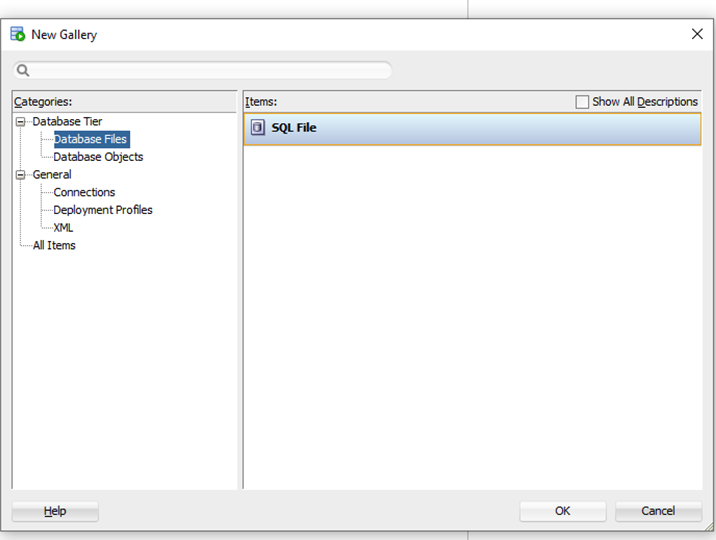 New Gallery
Categories:
Items:
Show All Descriptions
Database Tier
Database Files
Database Objects
General
Connections
Deployment Profiles
XML
All Items
SQL File
Help
OK
Cancel